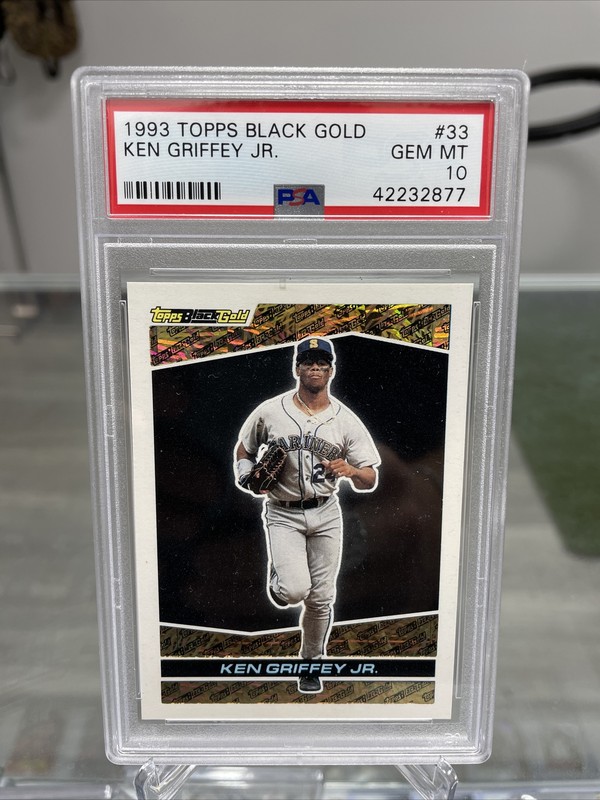 1993 TOPPS BLACK GOLD #33
KEN GRIFFEY JR. GEM MT
10
PSA 42232877
Topps Black Gold
S
MARINERS
2
KEN GRIFFEY JR.